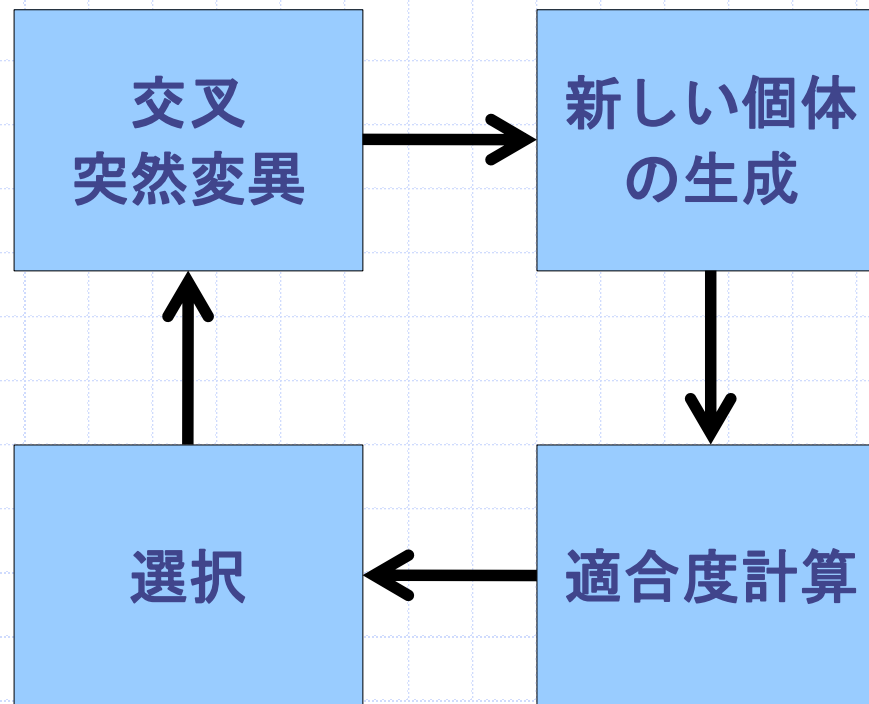 交叉
突然変異
新しい個体
の生成
選択
適合度計算